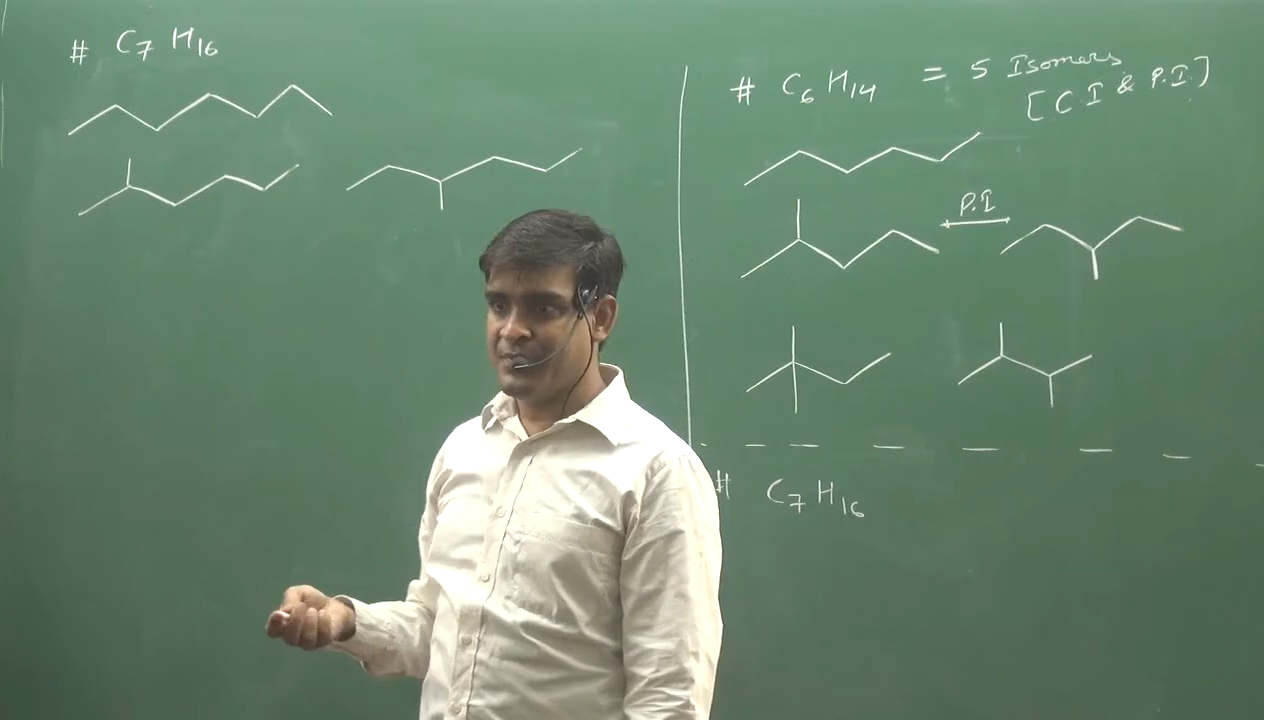 # C7 H16
# C6 H14 = 5 Isomers
[C.I & P.I.]
P.I
# C7 H16